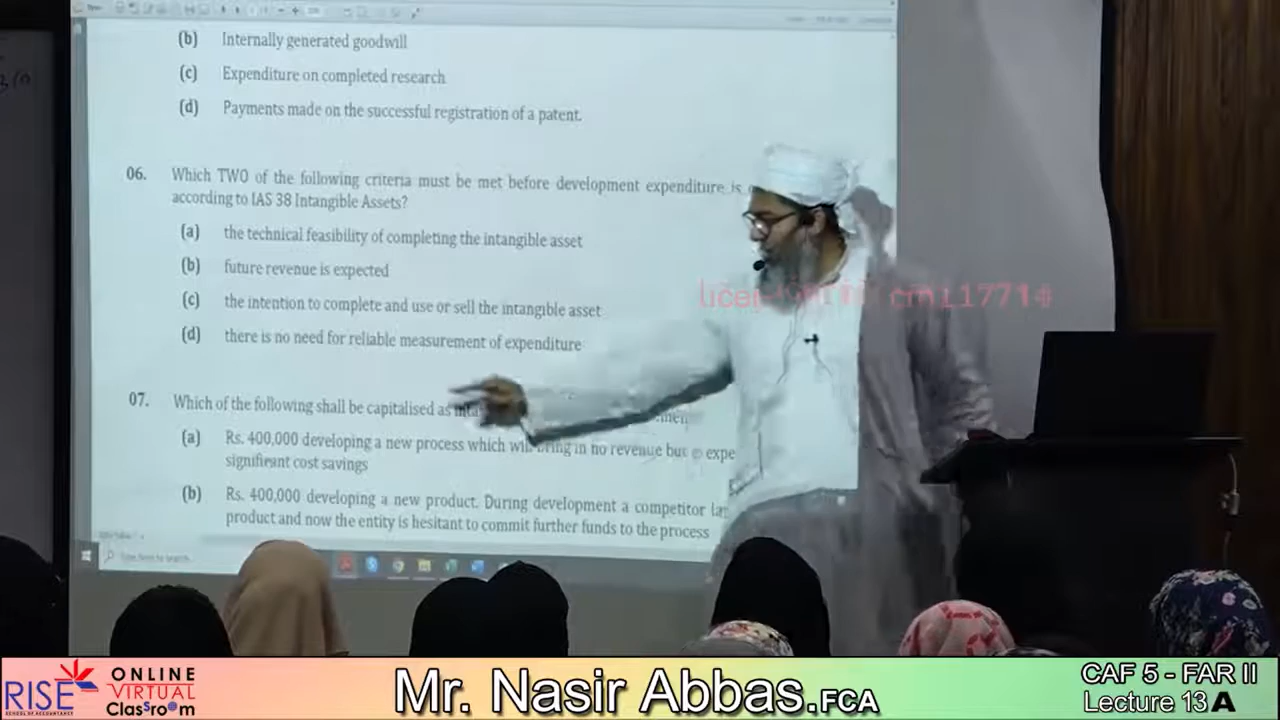 (b) Internally generated goodwill
(c) Expenditure on completed research
(d) Payments made on the successful registration of a patent.
06. Which TWO of the following criteria must be met before development expenditure is
according to IAS 38 Intangible Assets?
(a) the technical feasibility of completing the intangible asset
(b) future revenue is expected
(c) the intention to complete and use or sell the intangible asset
(d) there is no need for reliable measurement of expenditure
07. Which of the following shall be capitalised as
(a) Rs. 400,000 developing a new process which will bring in no revenue but
significant cost savings
(b) Rs. 400,000 developing a new product. During development a competitor
product and now the entity is hesitant to commit further funds to the process
RISE
SCHOOL OF ACCOUNTANCY
ONLINE
VIRTUAL
ClasSro@m
Mr. Nasir Abbas.FCA
CAF 5 - FAR II
Lecture 13 A